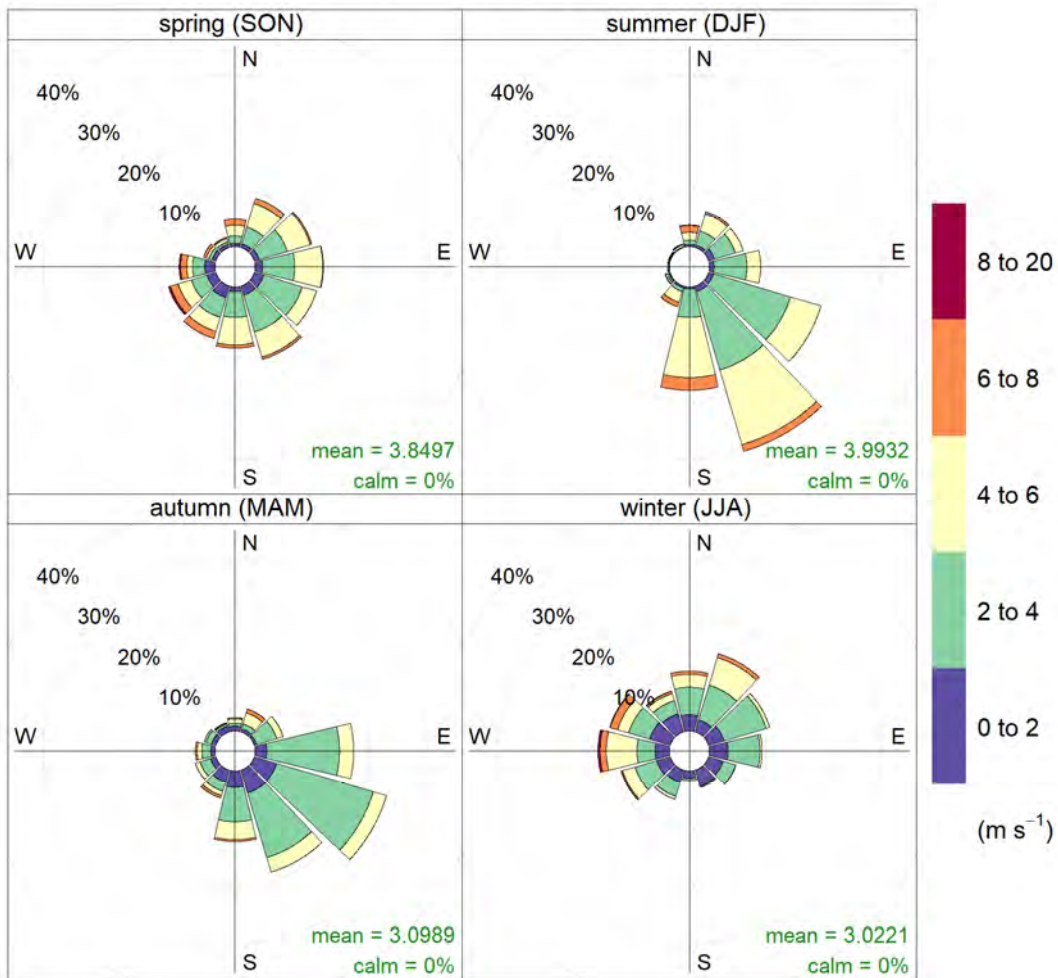 spring (SON)
N
40%
30%
20%
10%
W
E
mean = 3.8497
S
calm = 0%
summer (DJF)
N
40%
30%
20%
10%
W
E
mean = 3.9932
S
calm = 0%
autumn (MAM)
N
40%
30%
20%
10%
W
E
mean = 3.0989
S
calm = 0%
winter (JJA)
N
40%
30%
20%
10%
W
E
mean = 3.0221
S
calm = 0%
8 to 20
6 to 8
4 to 6
2 to 4
0 to 2
(m s⁻¹)